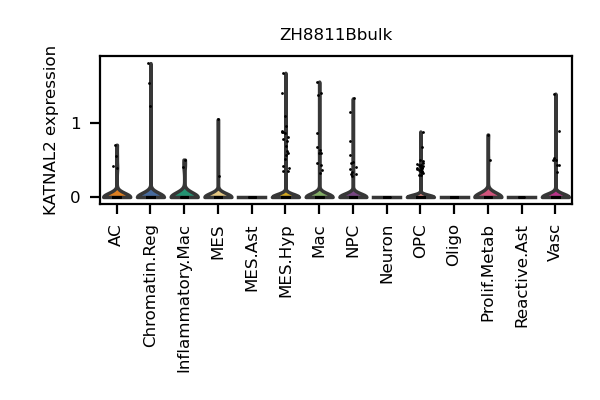 ZH8811Bbulk
KATNAL2 expression
1
0
AC
Chromatin.Reg
Inflammatory.Mac
MES
MES.Ast
MES.Hyp
Mac
NPC
Neuron
OPC
Oligo
Prolif.Metab
Reactive.Ast
Vasc